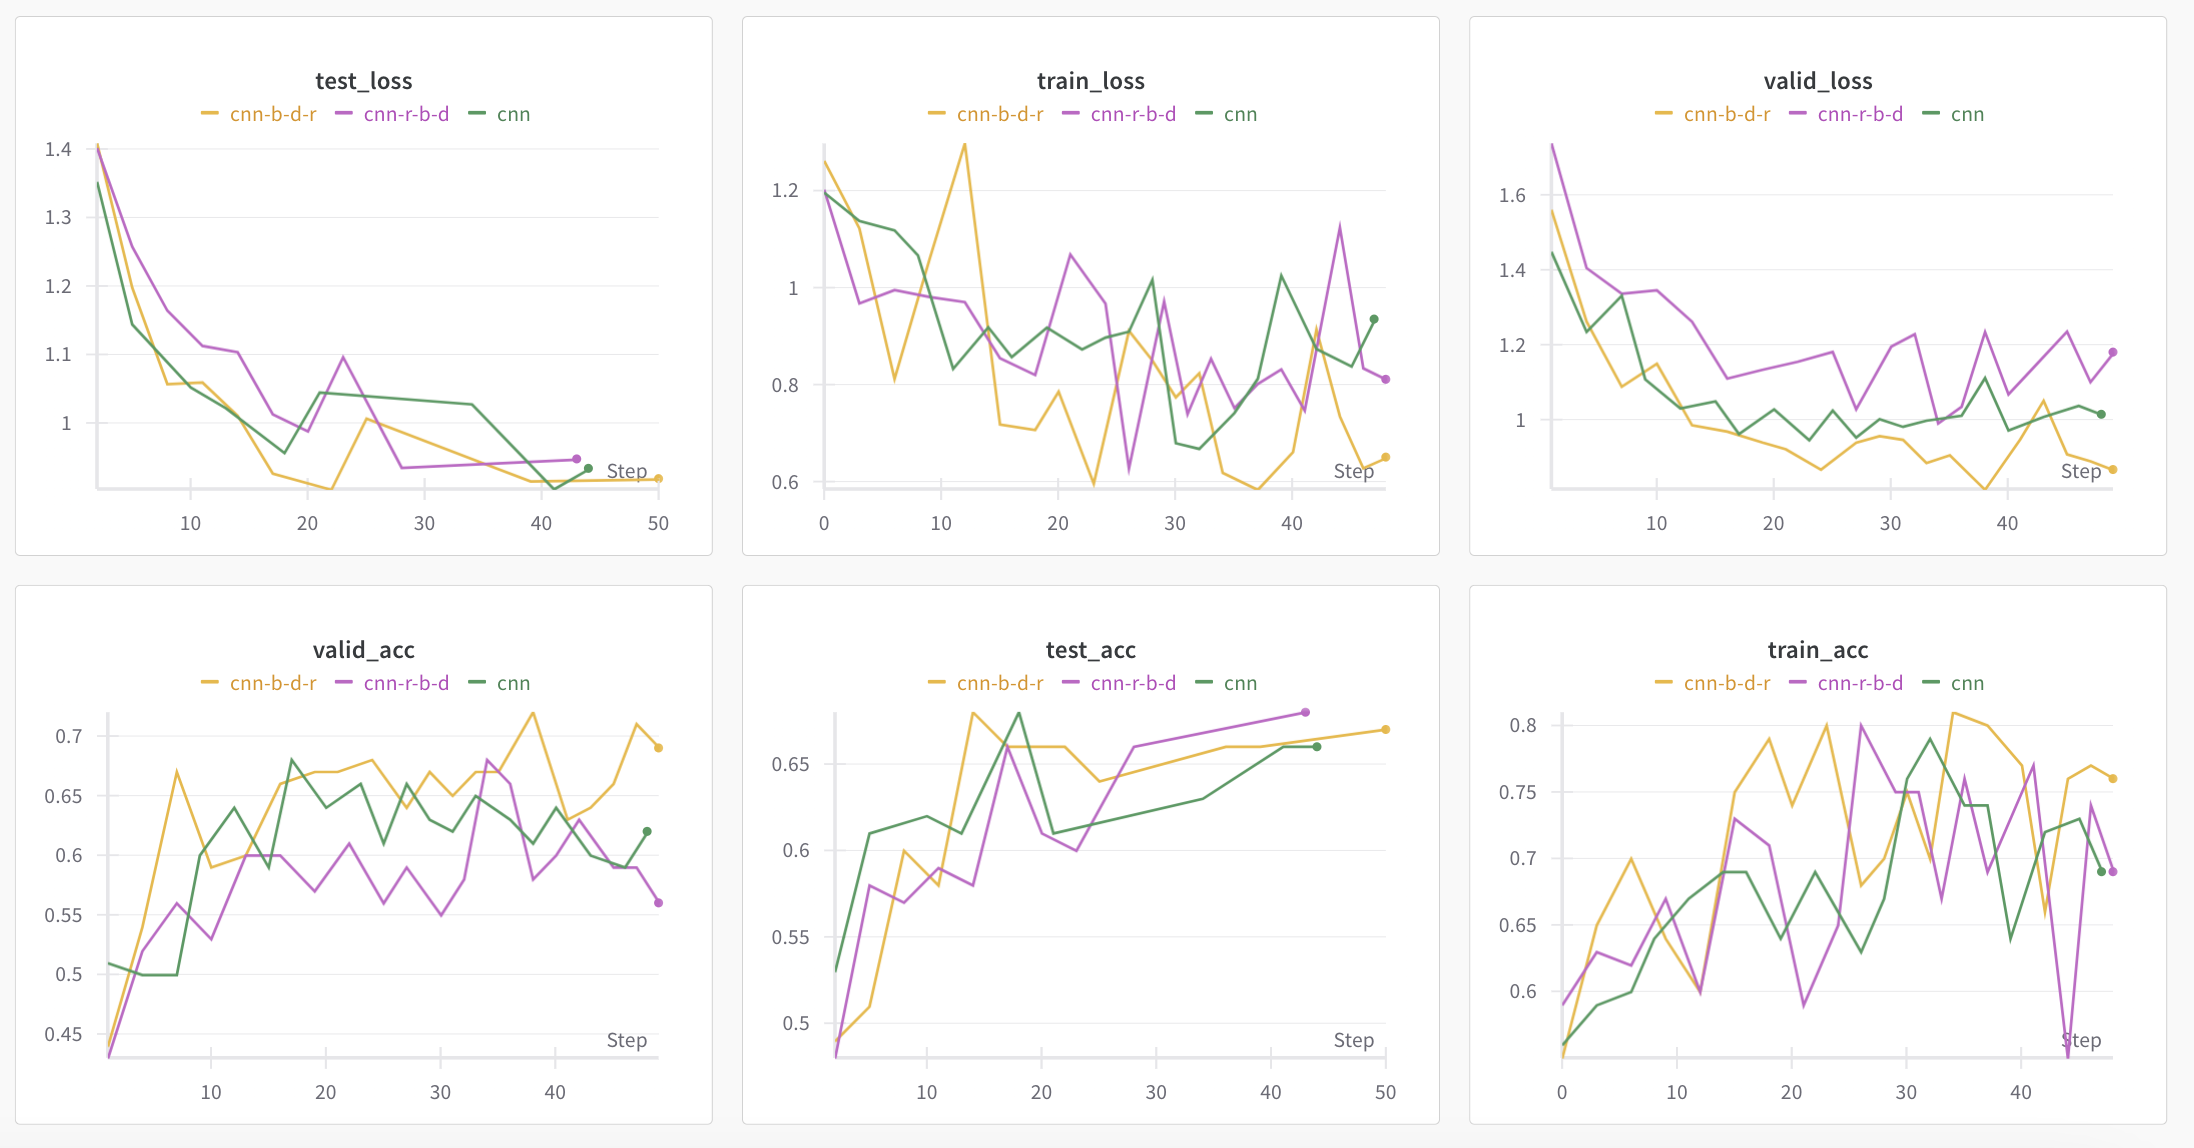 test_loss
cnn-b-d-r cnn-r-b-d cnn
1.4
1.3
1.2
1.1
1
Step
10 20 30 40 50
train_loss
cnn-b-d-r cnn-r-b-d cnn
1.2
1
0.8
0.6
Step
0 10 20 30 40
valid_loss
cnn-b-d-r cnn-r-b-d cnn
1.6
1.4
1.2
1
Step
10 20 30 40
valid_acc
cnn-b-d-r cnn-r-b-d cnn
0.7
0.65
0.6
0.55
0.5
0.45
Step
10 20 30 40
test_acc
cnn-b-d-r cnn-r-b-d cnn
0.65
0.6
0.55
0.5
Step
10 20 30 40 50
train_acc
cnn-b-d-r cnn-r-b-d cnn
0.8
0.75
0.7
0.65
0.6
Step
0 10 20 30 40